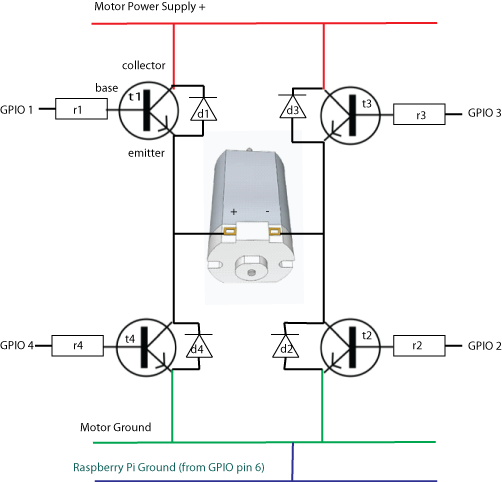 Motor Power Supply +
collector
base
t1
t3
GPIO 1
r1
d1
d3
r3
GPIO 3
emitter
+ -
t4
t2
GPIO 4
r4
d4
d2
r2
GPIO 2
Motor Ground
Raspberry Pi Ground (from GPIO pin 6)